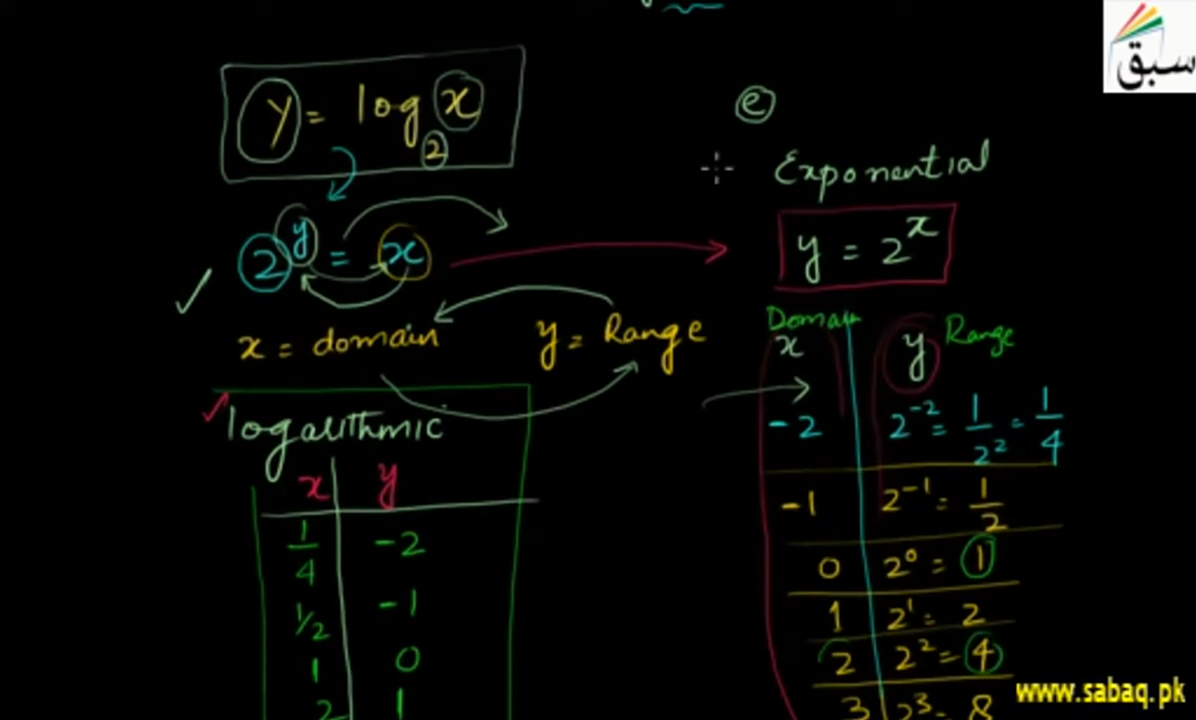 سبق
y = log₂ x
e
Exponential
2^y = x
y = 2^x
x = domain
y = Range
Domain
Range
x
y
-2
2^-2 = 1/2^2 = 1/4
-1
2^-1 = 1/2
0
2^0 = 1
1
2^1 = 2
2
2^2 = 4
3
2^3 = 8
logarithmic
x
y
1/4
-2
1/2
-1
1
0
2
1
www.sabaq.pk